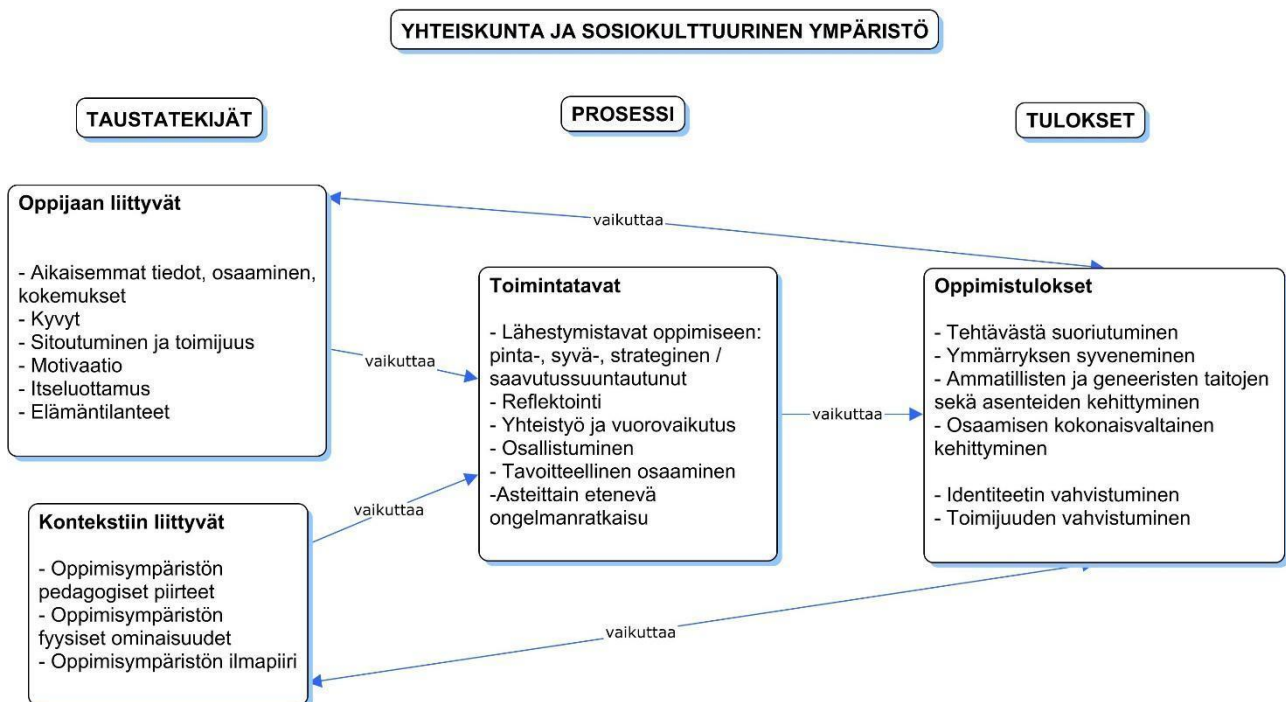 YHTEISKUNTA JA SOSIOKULTTUURINEN YMPÄRISTÖ
TAUSTATEKIJÄT
PROSESSI
TULOKSET
Oppijaan liittyvät
- Aikaisemmat tiedot, osaaminen,
kokemukset
- Kyvyt
- Sitoutuminen ja toimijuus
- Motivaatio
- Itseluottamus
- Elämäntilanteet
vaikuttaa
vaikuttaa
Toimintatavat
- Lähestymistavat oppimiseen:
pinta-, syvä-, strateginen /
saavutussuuntautunut
- Reflektointi
- Yhteistyö ja vuorovaikutus
- Osallistuminen
- Tavoitteellinen osaaminen
-Asteittain etenevä
ongelmanratkaisu
vaikuttaa
Oppimistulokset
- Tehtävästä suoriutuminen
- Ymmärryksen syveneminen
- Ammatillisten ja geneeristen taitojen
sekä asenteiden kehittyminen
- Osaamisen kokonaisvaltainen
kehittyminen
- Identiteetin vahvistuminen
- Toimijuuden vahvistuminen
vaikuttaa
Kontekstiin liittyvät
- Oppimisympäristön
pedagogiset piirteet
- Oppimisympäristön
fyysiset ominaisuudet
- Oppimisympäristön ilmapiiri
vaikuttaa